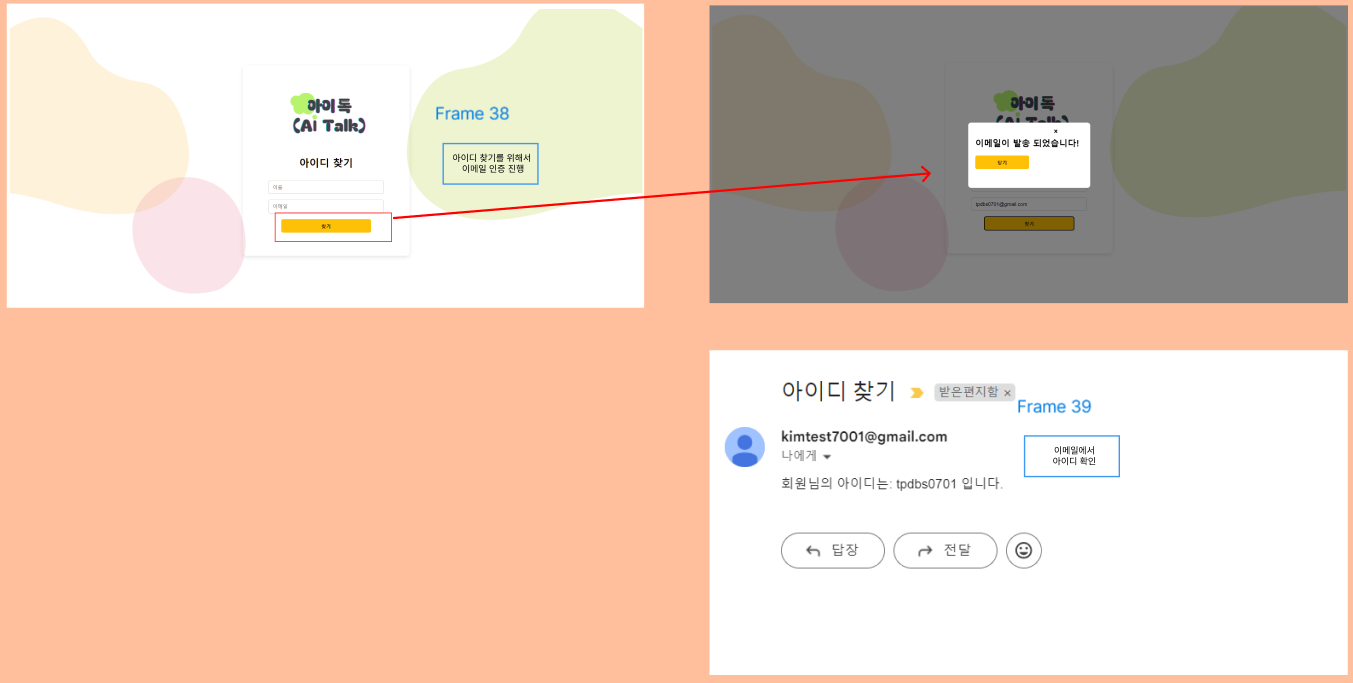 아이 톡
(Ai Talk)
아이디 찾기
이름
이메일
찾기
Frame 38
아이디 찾기를 위해서
이메일 인증 진행
아이 톡
(Ai Talk)
×
이메일이 발송 되었습니다!
닫기
tpdbs0701@gmail.com
찾기
아이디 찾기
받은편지함 ×
Frame 39
kimtest7001@gmail.com
나에게
이메일에서
아이디 확인
회원님의 아이디는: tpdbs0701 입니다.
답장
전달